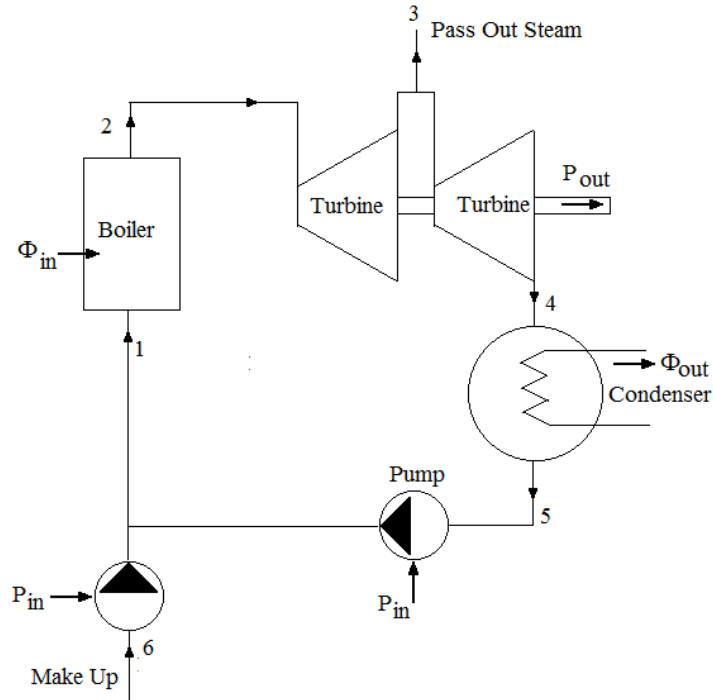 3
Pass Out Steam
2
Boiler
Φin
Turbine
Turbine
Pout
1
4
Φout
Condenser
Pump
5
Pin
Pin
6
Make Up